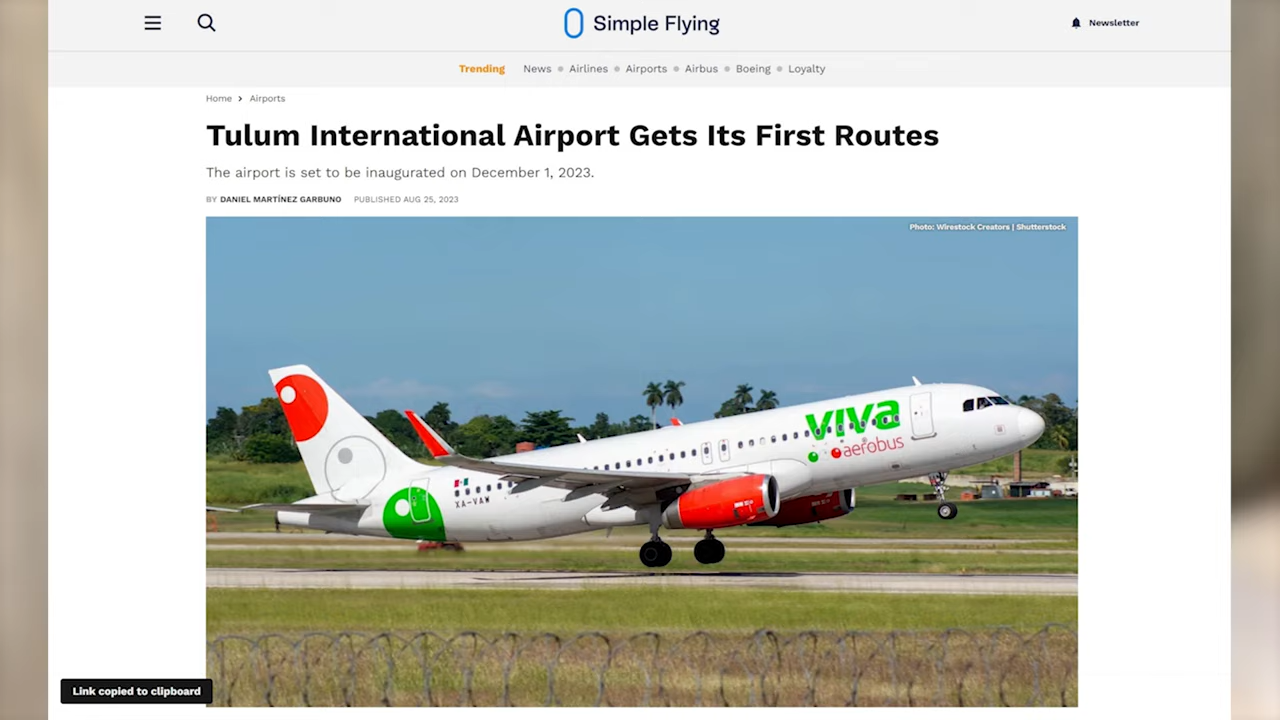 Simple Flying
Newsletter
Trending News Airlines Airports Airbus Boeing Loyalty
Home > Airports
Tulum International Airport Gets Its First Routes
The airport is set to be inaugurated on December 1, 2023.
BY DANIEL MARTÍNEZ GARBUNO PUBLISHED AUG 25, 2023
Photo: Wirestock Creators | Shutterstock
viva
aerobus
XA-VAW
Link copied to clipboard